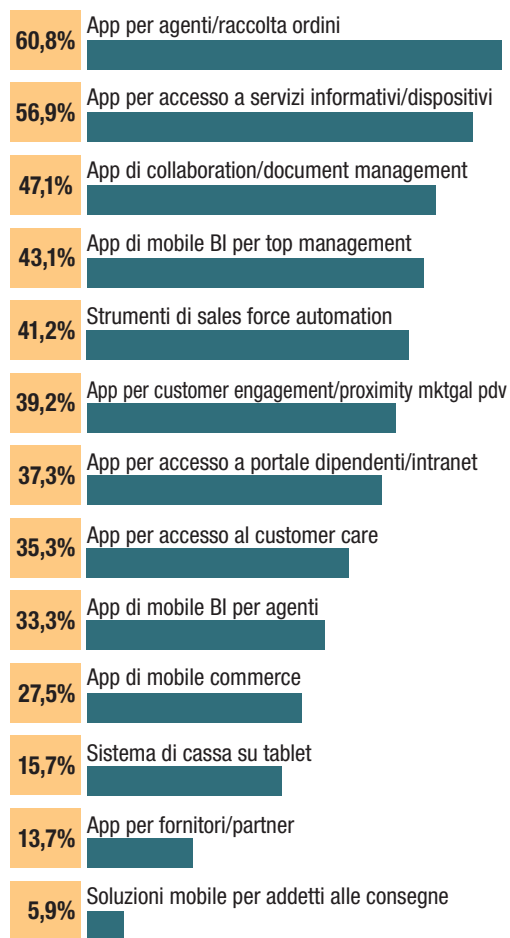 60,8% App per agenti/raccolta ordini
56,9% App per accesso a servizi informativi/dispositivi
47,1% App di collaboration/document management
43,1% App di mobile BI per top management
41,2% Strumenti di sales force automation
39,2% App per customer engagement/proximity mktgal pdv
37,3% App per accesso a portale dipendenti/intranet
35,3% App per accesso al customer care
33,3% App di mobile BI per agenti
27,5% App di mobile commerce
15,7% Sistema di cassa su tablet
13,7% App per fornitori/partner
5,9% Soluzioni mobile per addetti alle consegne